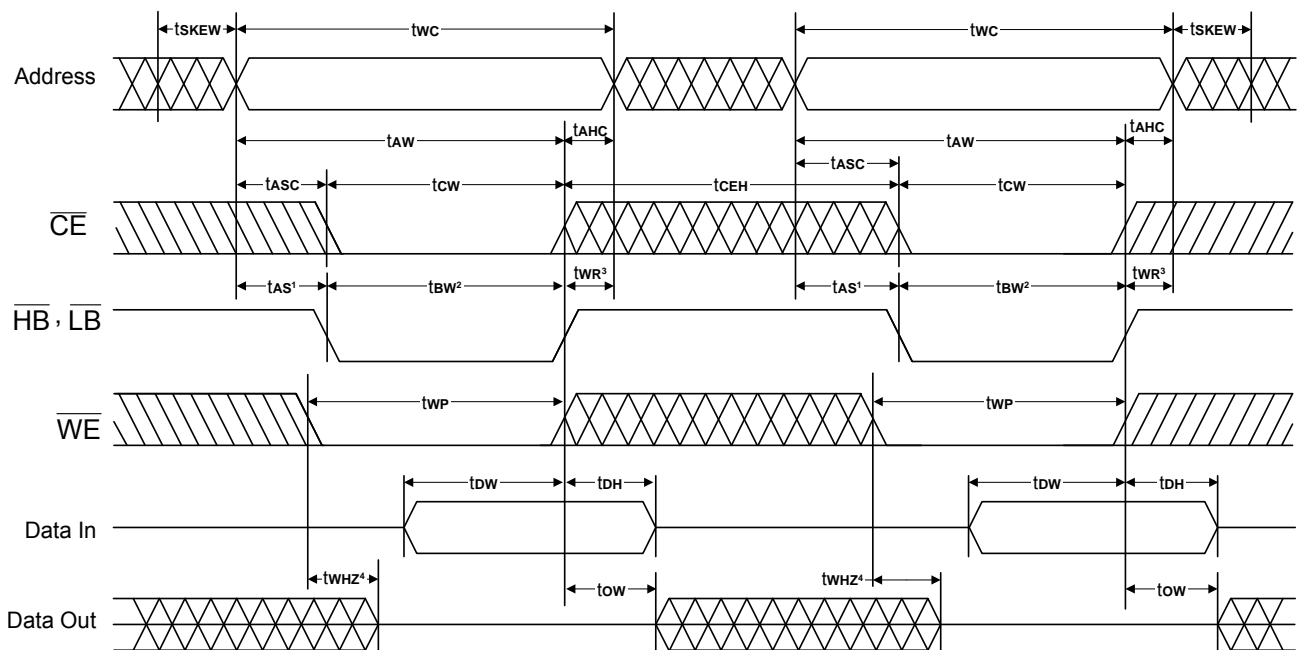 tSKEW tWC tWC tSKEW
Address
tAW tAHC tAW tAHC
tASC
tASC tCW tCEH tCW
CE
tAS¹ tBW² tWR³ tAS¹ tBW² tWR³
HB , LB
tWP tWP
WE
tDW tDH tDW tDH
Data In
tWHZ⁴ tOW tWHZ⁴ tOW
Data Out